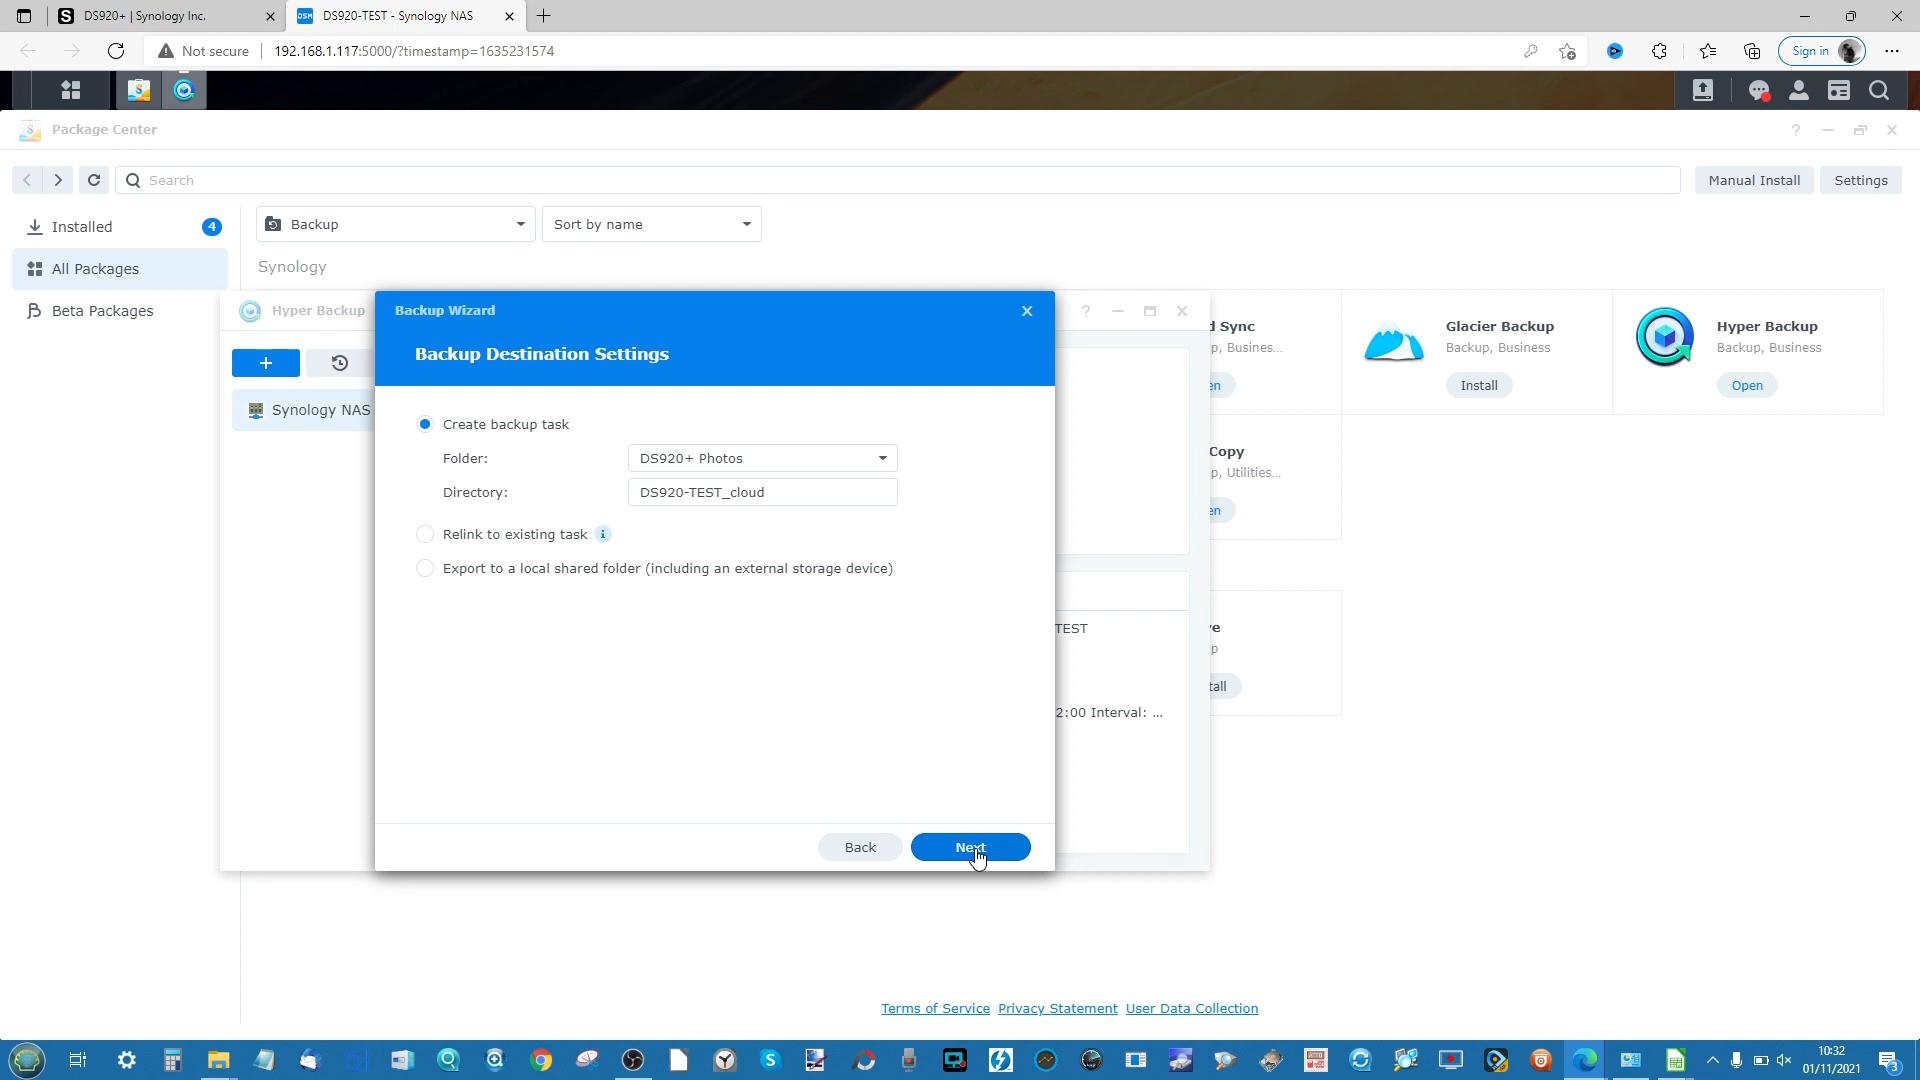 DS920+ | Synology Inc.
DS920-TEST - Synology NAS
Not secure
192.168.1.117:5000/?timestamp=1635231574
Sign in
Package Center
Search
Manual Install
Settings
Installed
4
Backup
Sort by name
All Packages
Synology
Beta Packages
Hyper Backup
Backup Wizard
Backup Destination Settings
d Sync
p, Busines...
en
Glacier Backup
Backup, Business
Install
Hyper Backup
Backup, Business
Open
Synology NAS
Create backup task
Folder:
DS920+ Photos
Directory:
DS920-TEST_cloud
Relink to existing task
Export to a local shared folder (including an external storage device)
Copy
p, Utilities...
en
TEST
ve
p
tall
2:00 Interval: ...
Back
Next
Terms of Service Privacy Statement User Data Collection
10:32
01/11/2021
3